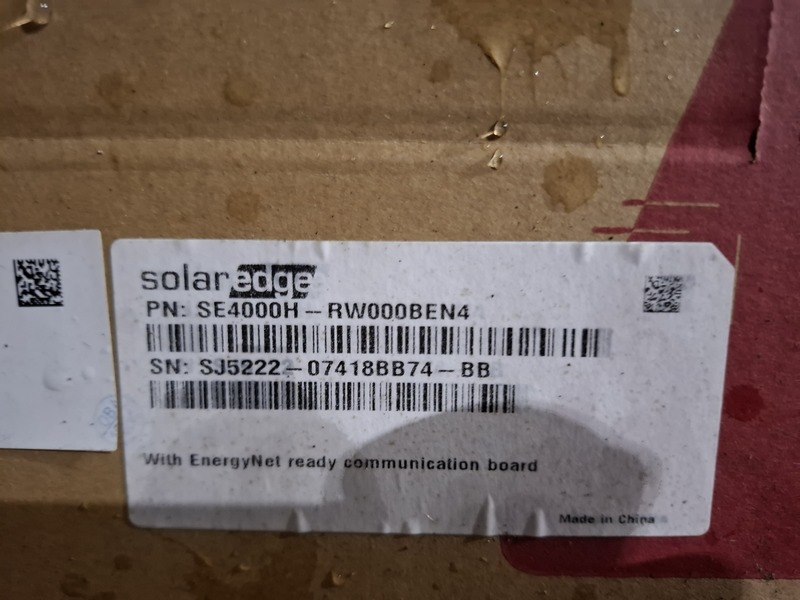 solaredge
PN: SE4000H-RW000BEN4
SN: SJ5222-07418BB74-BB
With EnergyNet ready communication board
Made in China